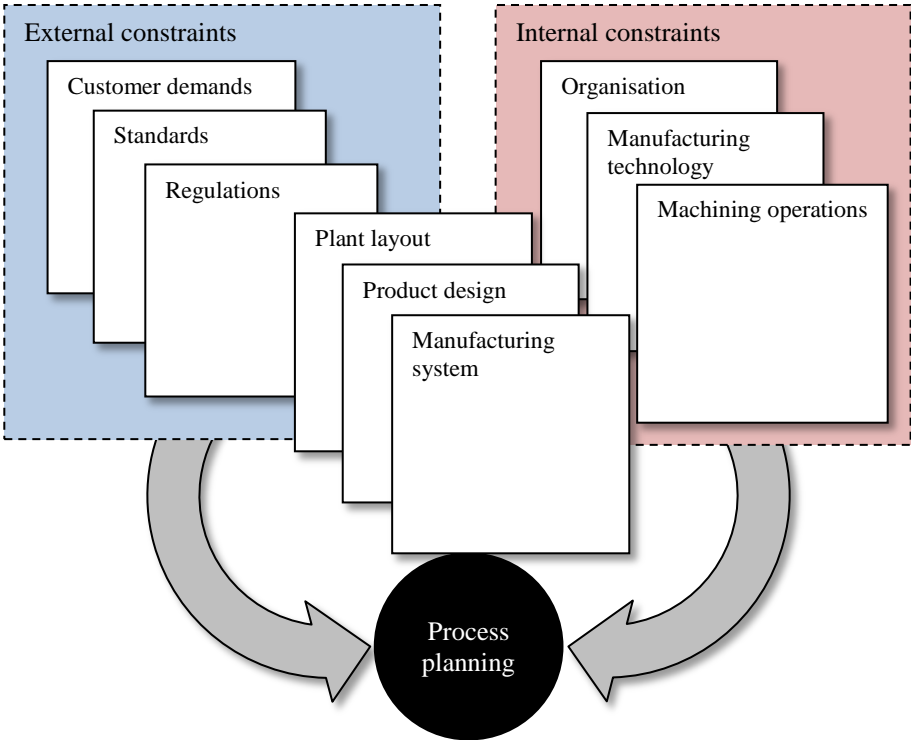 External constraints
Customer demands
Standards
Regulations
Internal constraints
Organisation
Manufacturing
technology
Machining operations
Plant layout
Product design
Manufacturing
system
Process
planning